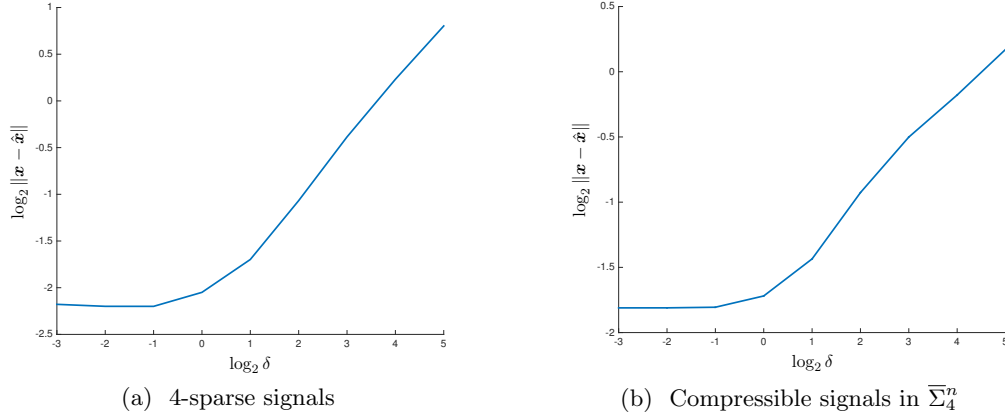 1
0.5
0
-0.5
-1
-1.5
-2
-2.5
log₂ ||x − x̂||
-3 -2 -1 0 1 2 3 4 5
log₂ δ
(a) 4-sparse signals
0.5
0
-0.5
-1
-1.5
-2
log₂ ||x − x̂||
-3 -2 -1 0 1 2 3 4 5
log₂ δ
(b) Compressible signals in Σ̅₄ⁿ